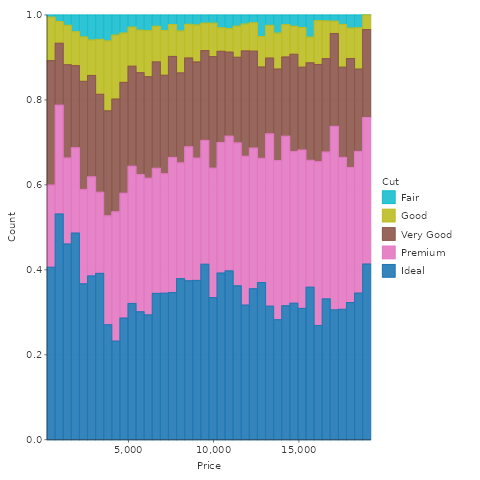 1.0
0.8
0.6
0.4
0.2
0.0
Count
5,000 10,000 15,000
Price
Cut
Fair
Good
Very Good
Premium
Ideal